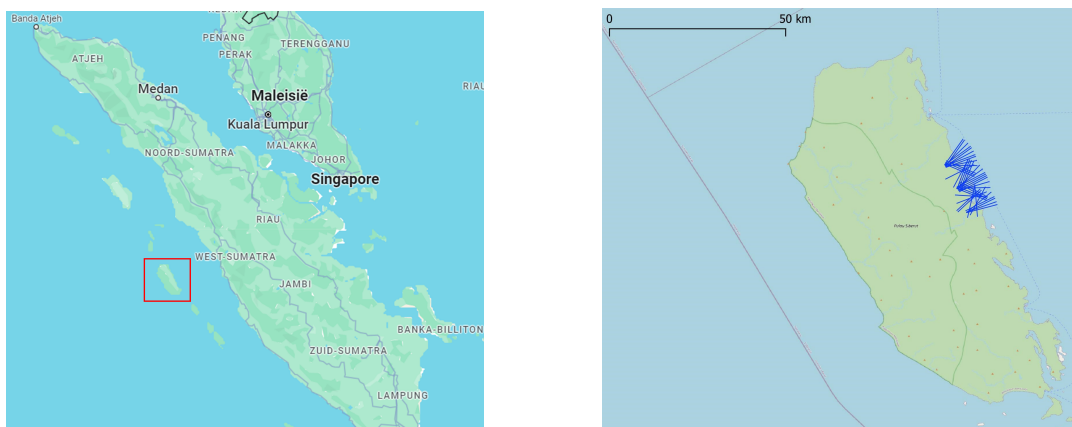 Banda Atjeh
ATJEH
Medan
PENANG
PERAK
TERENGGANU
Maleisië
Kuala Lumpur
MALAKKA
JOHOR
Singapore
NOORD-SUMATRA
RIAU
RIAU
WEST-SUMATRA
JAMBI
BANKA-BILLITON
ZUID-SUMATRA
LAMPUNG
0 50 km